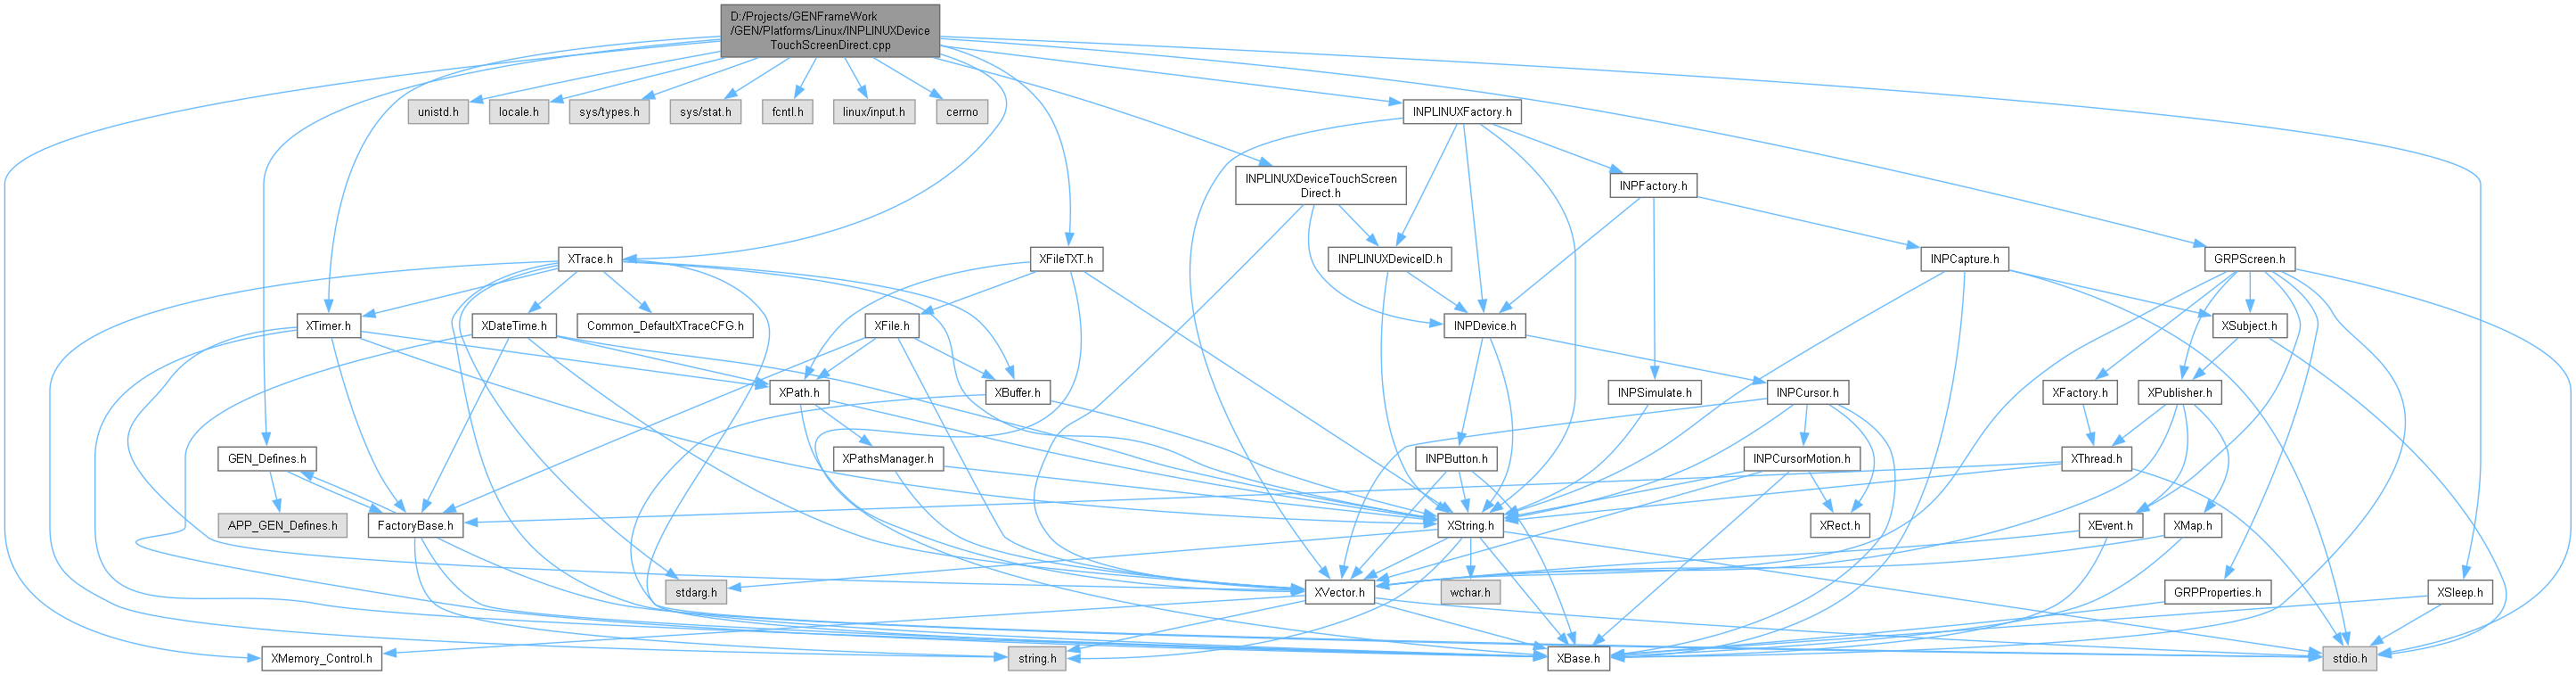 D:/Projects/GENFrameWork
/GEN/Platforms/Linux/INPLINUXDevice
TouchScreenDirect.cpp
unistd.h
locale.h
sys/types.h
sys/stat.h
fcntl.h
linux/input.h
cerrno
INPLINUXFactory.h
INPLINUXDeviceTouchScreen
Direct.h
INPFactory.h
XTrace.h
XFileTXT.h
INPLINUXDeviceID.h
INPCapture.h
GRPScreen.h
XTimer.h
XDateTime.h
Common_DefaultXTraceCFG.h
XFile.h
INPDevice.h
XSubject.h
XPath.h
XBuffer.h
INPSimulate.h
INPCursor.h
XFactory.h
XPublisher.h
GEN_Defines.h
XPathsManager.h
INPButton.h
INPCursorMotion.h
XThread.h
APP_GEN_Defines.h
FactoryBase.h
XString.h
XRect.h
XEvent.h
XMap.h
stdarg.h
XVector.h
wchar.h
GRPProperties.h
XSleep.h
XMemory_Control.h
string.h
XBase.h
stdio.h